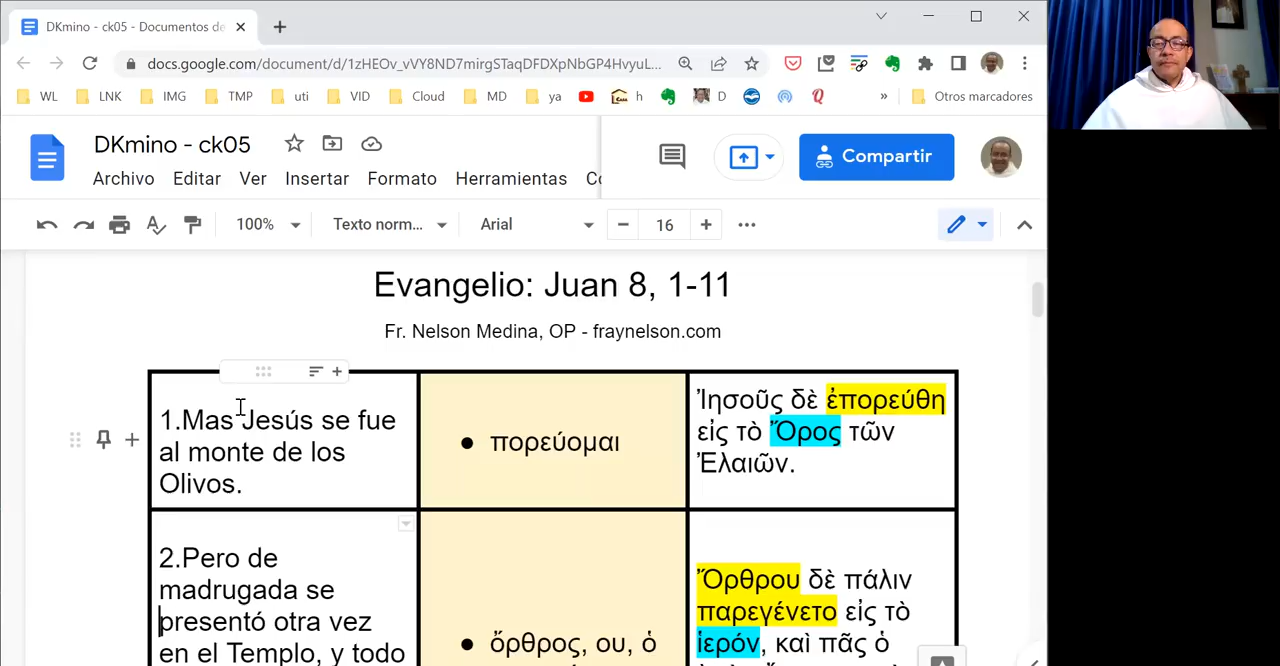 DKmino - ck05 - Documentos de
docs.google.com/document/d/1zHEOv_vVY8ND7mirgSTaqDFDXpNbGP4HvyuL...
WL LNK IMG TMP uti VID Cloud MD ya h D » Otros marcadores
DKmino - ck05
Archivo Editar Ver Insertar Formato Herramientas
Compartir
100% Texto norm... Arial 16
Evangelio: Juan 8, 1-11
Fr. Nelson Medina, OP - fraynelson.com
1.Mas Jesús se fue
al monte de los
Olivos.
● πορεύομαι
Ἰησοῦς δὲ ἐπορεύθη
εἰς τὸ Ὄρος τῶν
Ἐλαιῶν.
2.Pero de
madrugada se
presentó otra vez
en el Templo, y todo
● ὄρθρος, ου, ὁ
Ὄρθρου δὲ πάλιν
παρεγένετο εἰς τὸ
ἱερόν, καὶ πᾶς ὁ